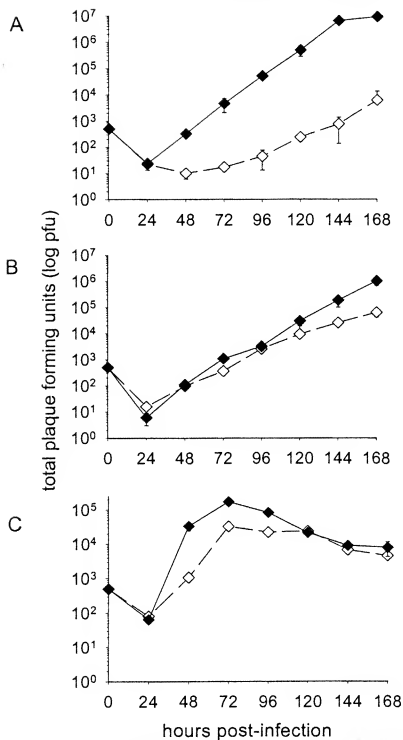 A
10⁷
10⁶
10⁵
10⁴
10³
10²
10¹
10⁰
0 24 48 72 96 120 144 168
B
10⁷
10⁶
10⁵
10⁴
10³
10²
10¹
10⁰
0 24 48 72 96 120 144 168
total plaque forming units (log pfu)
C
10⁵
10⁴
10³
10²
10¹
10⁰
0 24 48 72 96 120 144 168
hours post-infection